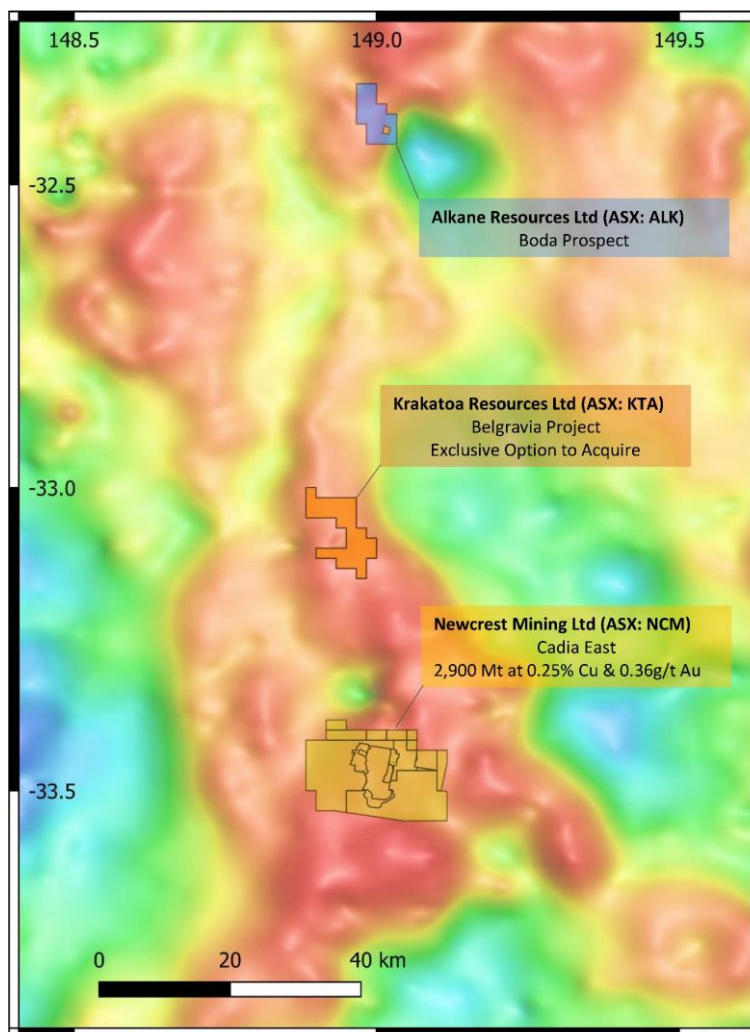 148.5
149.0
149.5
-32.5
Alkane Resources Ltd (ASX: ALK)
Boda Prospect
Krakatoa Resources Ltd (ASX: KTA)
Belgravia Project
Exclusive Option to Acquire
-33.0
Newcrest Mining Ltd (ASX: NCM)
Cadia East
2,900 Mt at 0.25% Cu & 0.36g/t Au
-33.5
0 20 40 km